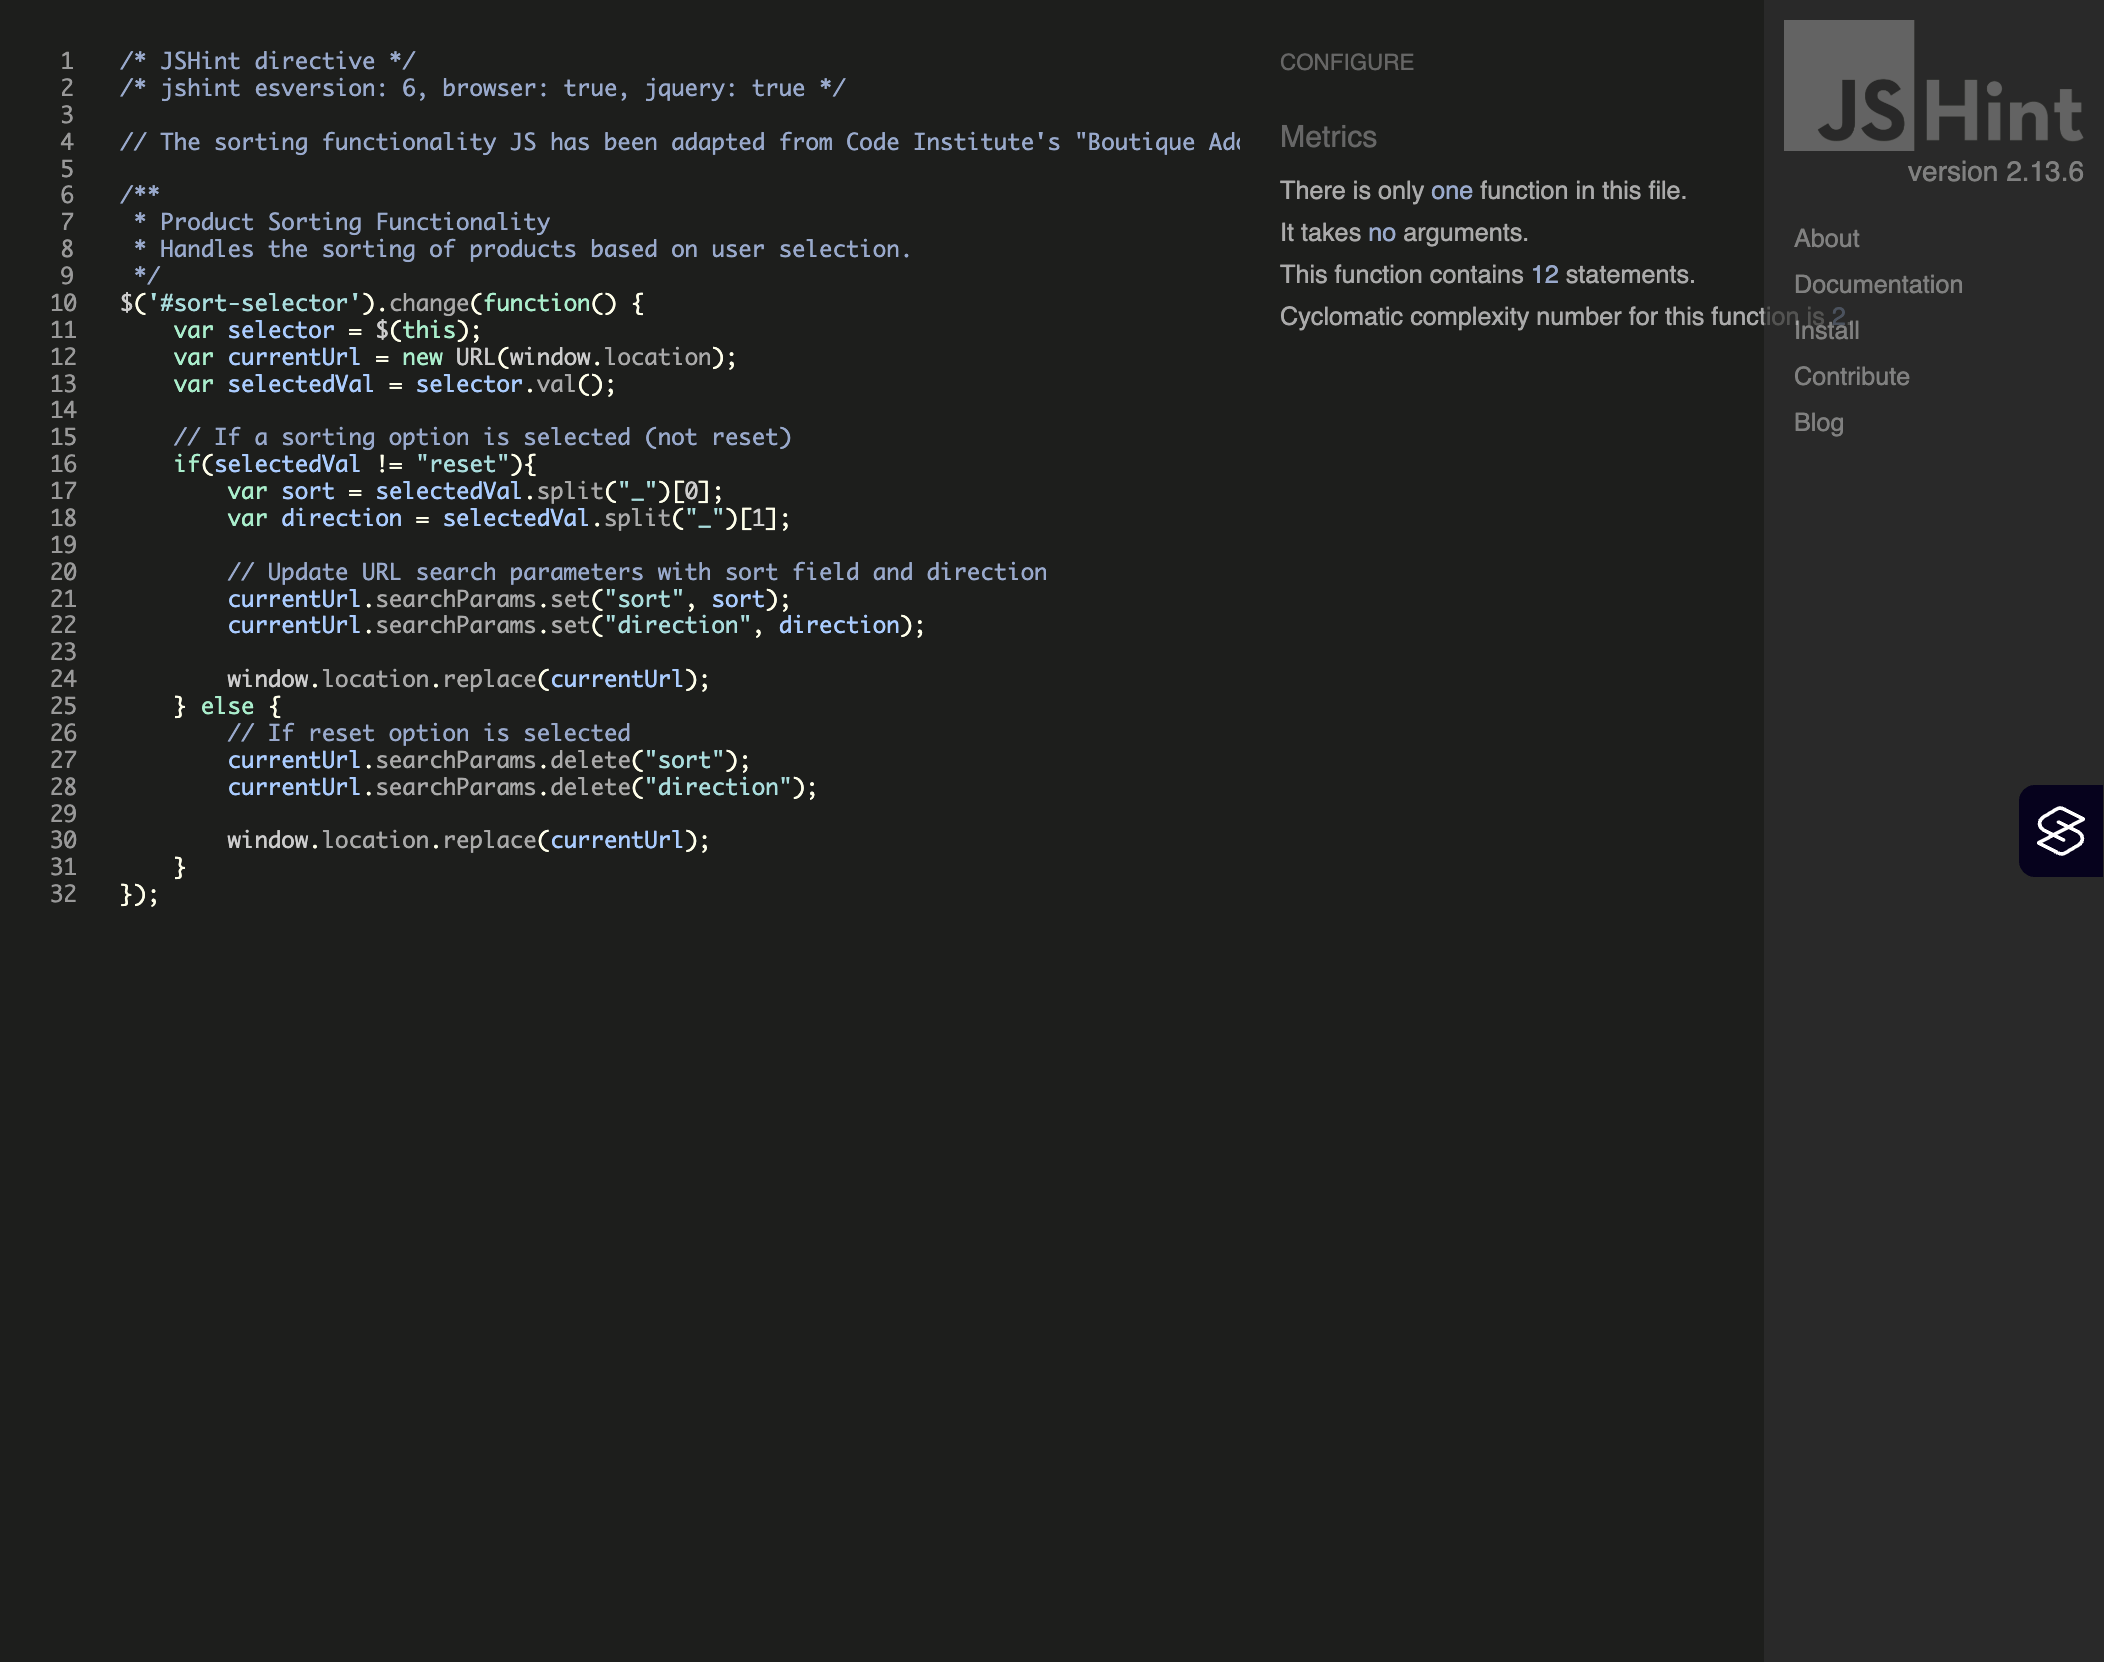 1 /* JSHint directive */
2 /* jshint esversion: 6, browser: true, jquery: true */
3
4 // The sorting functionality JS has been adapted from Code Institute's "Boutique
5
6 /**
7  * Product Sorting Functionality
8  * Handles the sorting of products based on user selection.
9  */
10 $('#sort-selector').change(function() {
11     var selector = $(this);
12     var currentUrl = new URL(window.location);
13     var selectedVal = selector.val();
14
15     // If a sorting option is selected (not reset)
16     if(selectedVal != "reset"){
17         var sort = selectedVal.split("_")[0];
18         var direction = selectedVal.split("_")[1];
19
20         // Update URL search parameters with sort field and direction
21         currentUrl.searchParams.set("sort", sort);
22         currentUrl.searchParams.set("direction", direction);
23
24         window.location.replace(currentUrl);
25     } else {
26         // If reset option is selected
27         currentUrl.searchParams.delete("sort");
28         currentUrl.searchParams.delete("direction");
29
30         window.location.replace(currentUrl);
31     }
32 });
CONFIGURE
Metrics
There is only one function in this file.
It takes no arguments.
This function contains 12 statements.
Cyclomatic complexity number for this function is 2.
JSHint
version 2.13.6
About
Documentation
Install
Contribute
Blog